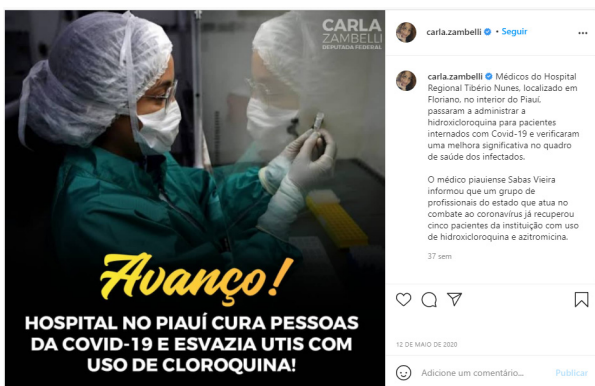 CARLA
ZAMBELLI
DEPUTADA FEDERAL
Avanço!
HOSPITAL NO PIAUÍ CURA PESSOAS
DA COVID-19 E ESVAZIA UTIS COM
USO DE CLOROQUINA!
carla.zambelli • Seguir
carla.zambelli Médicos do Hospital
Regional Tibério Nunes, localizado em
Floriano, no interior do Piauí,
passaram a administrar a
hidroxicloroquina para pacientes
internados com Covid-19 e verificaram
uma melhora significativa no quadro
de saúde dos infectados.
O médico piauiense Sabas Vieira
informou que um grupo de
profissionais do estado que atua no
combate ao coronavírus já recuperou
cinco pacientes da instituição com uso
de hidroxicloroquina e azitromicina.
37 sem
12 DE MAIO DE 2020
Adicione um comentário... Publicar